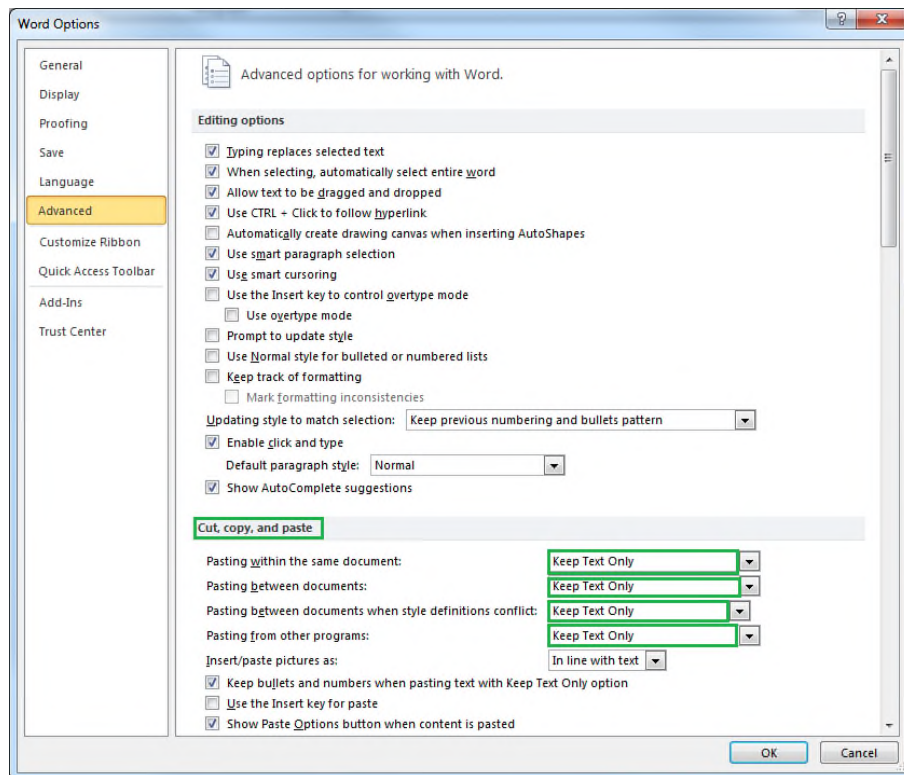 Word Options
General
Display
Proofing
Save
Language
Advanced
Customize Ribbon
Quick Access Toolbar
Add-Ins
Trust Center
Advanced options for working with Word.
Editing options
Typing replaces selected text
When selecting, automatically select entire word
Allow text to be dragged and dropped
Use CTRL + Click to follow hyperlink
Automatically create drawing canvas when inserting AutoShapes
Use smart paragraph selection
Use smart cursoring
Use the Insert key to control overtype mode
Use overtype mode
Prompt to update style
Use Normal style for bulleted or numbered lists
Keep track of formatting
Mark formatting inconsistencies
Updating style to match selection: Keep previous numbering and bullets pattern
Enable click and type
Default paragraph style: Normal
Show AutoComplete suggestions
Cut, copy, and paste
Pasting within the same document: Keep Text Only
Pasting between documents: Keep Text Only
Pasting between documents when style definitions conflict: Keep Text Only
Pasting from other programs: Keep Text Only
Insert/paste pictures as: In line with text
Keep bullets and numbers when pasting text with Keep Text Only option
Use the Insert key for paste
Show Paste Options button when content is pasted
OK Cancel